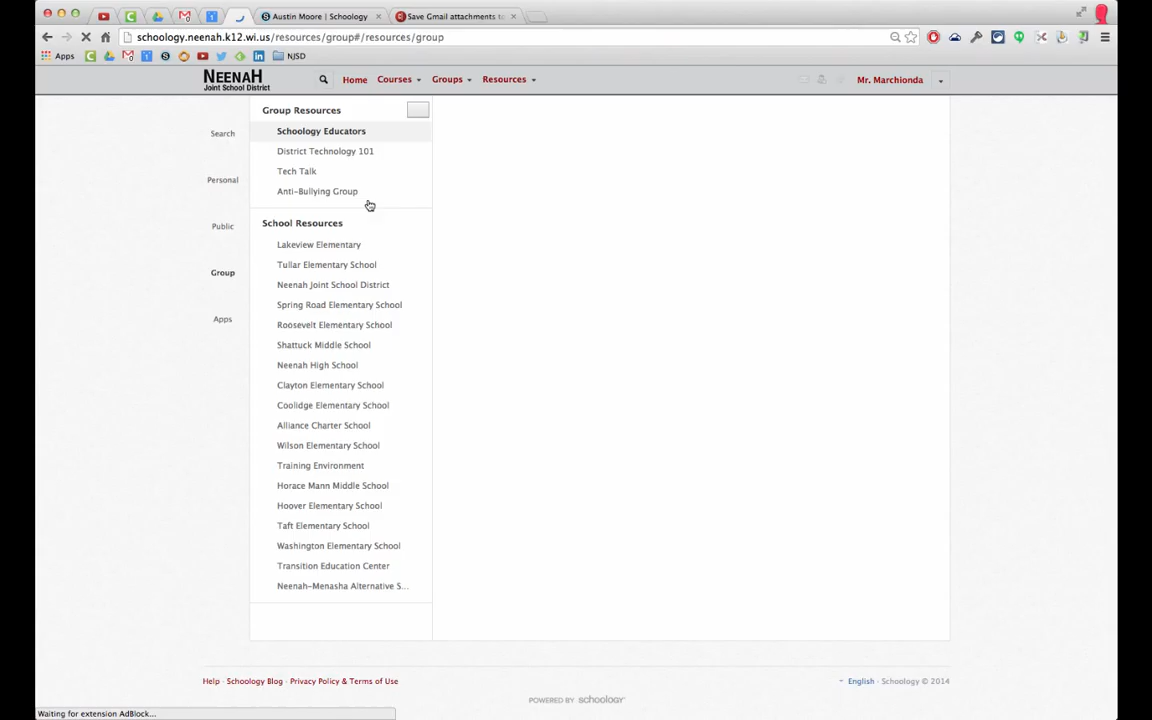 Austin Moore | Schoology
Save Gmail attachments to
schoology.neenah.k12.wi.us/resources/group#/resources/group
Apps
NJSD
NEENAH
Joint School District
Home
Courses
Groups
Resources
Mr. Marchionda
Search
Personal
Public
Group
Apps
Group Resources
Schoology Educators
District Technology 101
Tech Talk
Anti-Bullying Group
School Resources
Lakeview Elementary
Tullar Elementary School
Neenah Joint School District
Spring Road Elementary School
Roosevelt Elementary School
Shattuck Middle School
Neenah High School
Clayton Elementary School
Coolidge Elementary School
Alliance Charter School
Wilson Elementary School
Training Environment
Horace Mann Middle School
Hoover Elementary School
Taft Elementary School
Washington Elementary School
Transition Education Center
Neenah-Menasha Alternative S...
Help · Schoology Blog · Privacy Policy & Terms of Use
English · Schoology © 2014
POWERED BY schoology
Waiting for extension AdBlock...